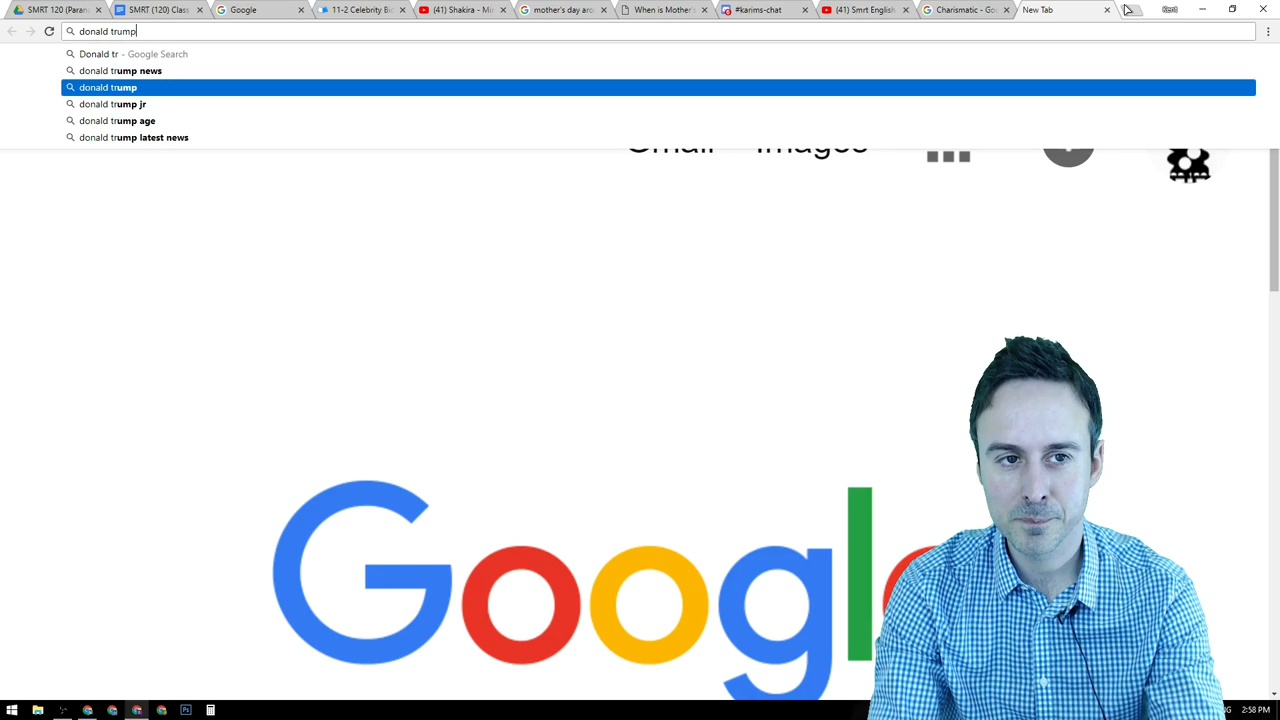 SMRT 120 (Paran
SMRT (120) Class
Google
11-2 Celebrity Bi
(41) Shakira - Mi
mother's day aro
When is Mother's
#karims-chat
(41) Smrt English
Charismatic - Go
New Tab
donald trump
Donald tr - Google Search
donald trump news
donald trump
donald trump jr
donald trump age
donald trump latest news
Gmail Images
Google
2:58 PM